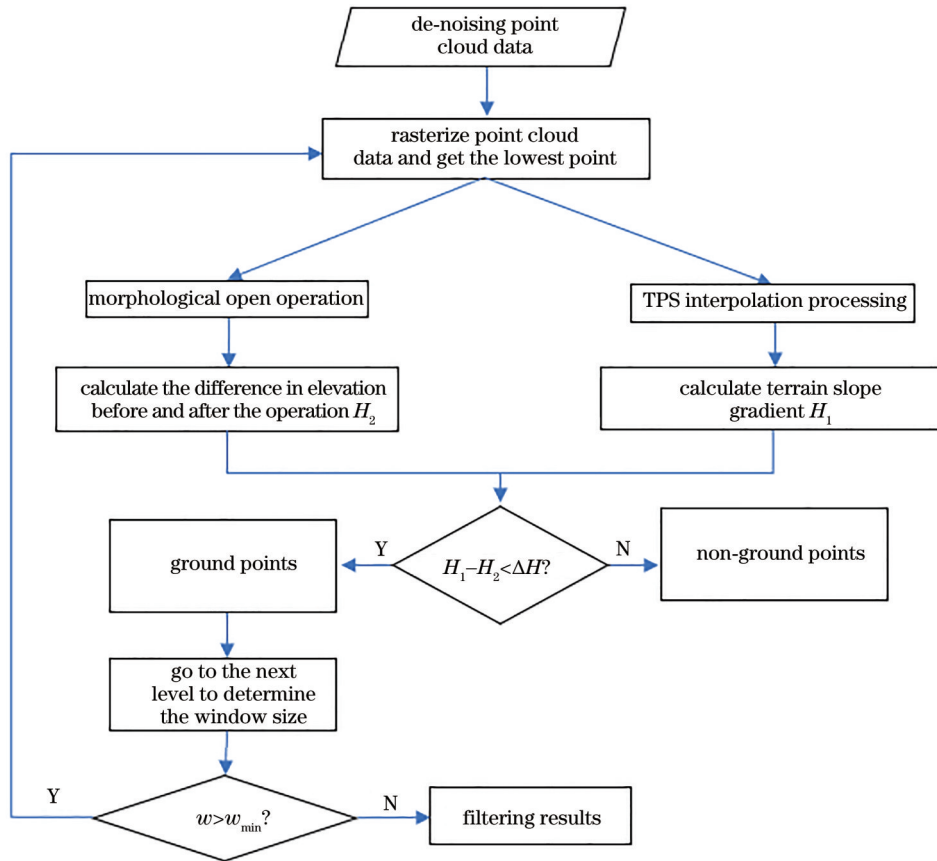 de-noising point
cloud data
rasterize point cloud
data and get the lowest point
morphological open operation
TPS interpolation processing
calculate the difference in elevation
before and after the operation H₂
calculate terrain slope
gradient H₁
ground points
Y
H₁−H₂<ΔH?
N
non-ground points
go to the next
level to determine
the window size
Y
w>w_min?
N
filtering results